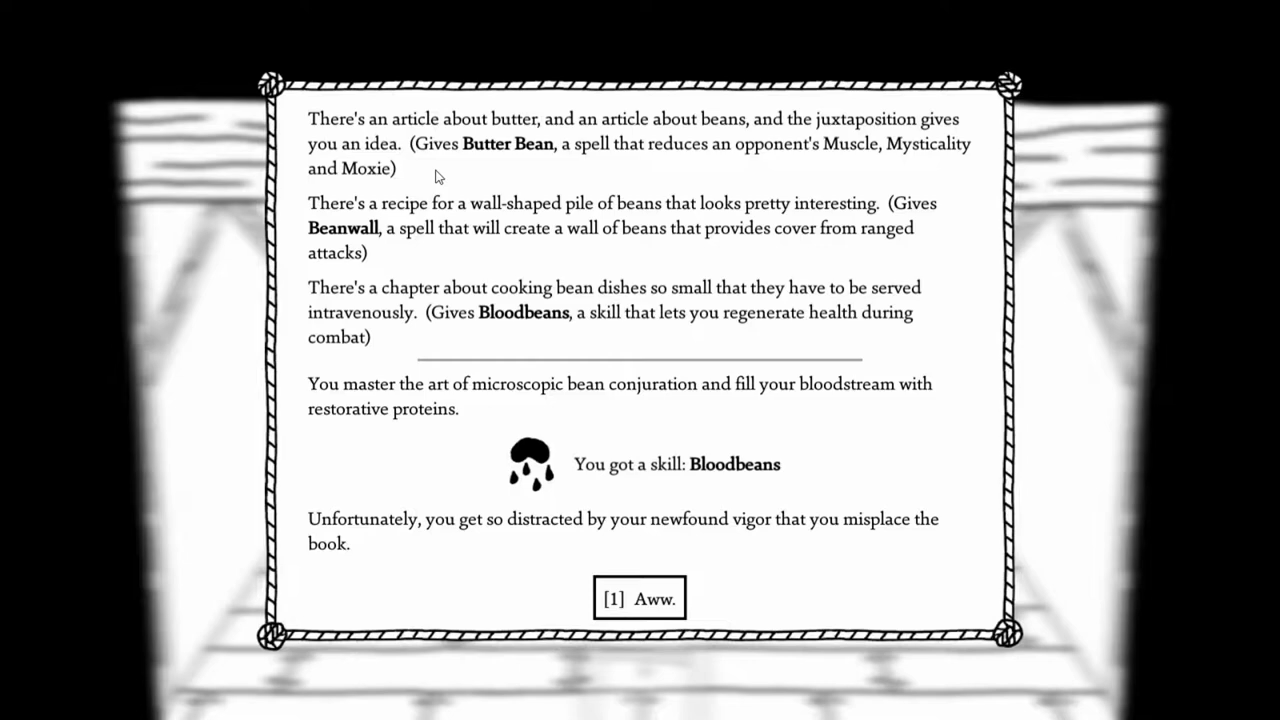 There's an article about butter, and an article about beans, and the juxtaposition gives
you an idea. (Gives Butter Bean, a spell that reduces an opponent's Muscle, Mysticality
and Moxie)
There's a recipe for a wall-shaped pile of beans that looks pretty interesting. (Gives
Beanwall, a spell that will create a wall of beans that provides cover from ranged
attacks)
There's a chapter about cooking bean dishes so small that they have to be served
intravenously. (Gives Bloodbeans, a skill that lets you regenerate health during
combat)
You master the art of microscopic bean conjuration and fill your bloodstream with
restorative proteins.
You got a skill: Bloodbeans
Unfortunately, you get so distracted by your newfound vigor that you misplace the
book.
[1] Aww.